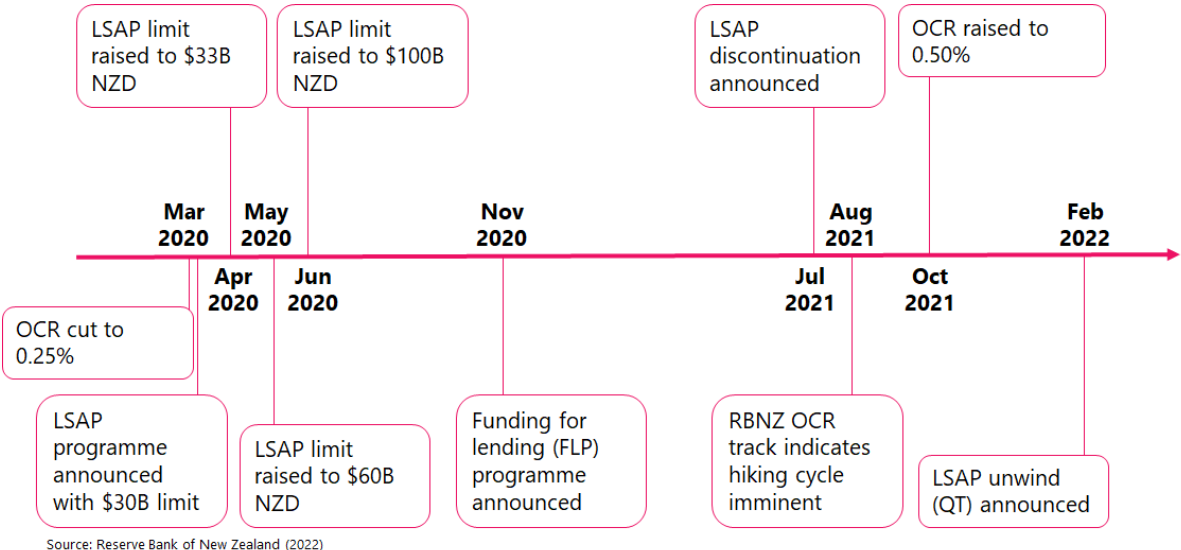 LSAP limit
raised to $33B
NZD
LSAP limit
raised to $100B
NZD
LSAP
discontinuation
announced
OCR raised to
0.50%
Mar
2020
May
2020
Nov
2020
Aug
2021
Feb
2022
Apr
2020
Jun
2020
Jul
2021
Oct
2021
OCR cut to
0.25%
LSAP
programme
announced
with $30B limit
LSAP limit
raised to $60B
NZD
Funding for
lending (FLP)
programme
announced
RBNZ OCR
track indicates
hiking cycle
imminent
LSAP unwind
(QT) announced
Source: Reserve Bank of New Zealand (2022)